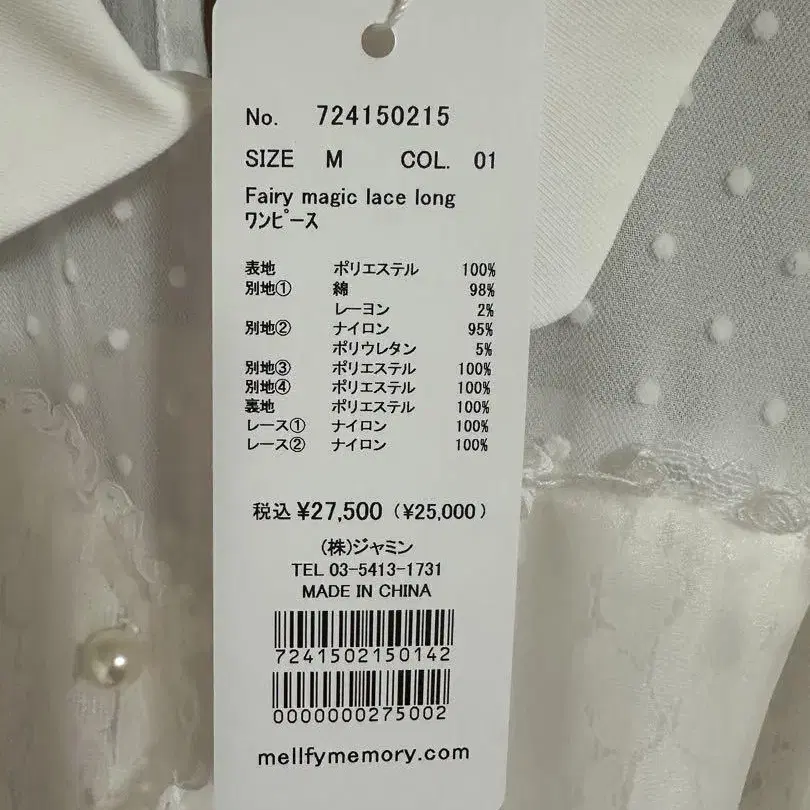 No. 724150215
SIZE M COL. 01
Fairy magic lace long
ワンピース
表地 ポリエステル 100%
別地① 綿 98%
レーヨン 2%
別地② ナイロン 95%
ポリウレタン 5%
別地③ ポリエステル 100%
別地④ ポリエステル 100%
裏地 ポリエステル 100%
レース① ナイロン 100%
レース② ナイロン 100%
税込 ¥27,500 (¥25,000)
(株)ジャミン
TEL 03-5413-1731
MADE IN CHINA
7241502150142
0000000275002
mellfymemory.com